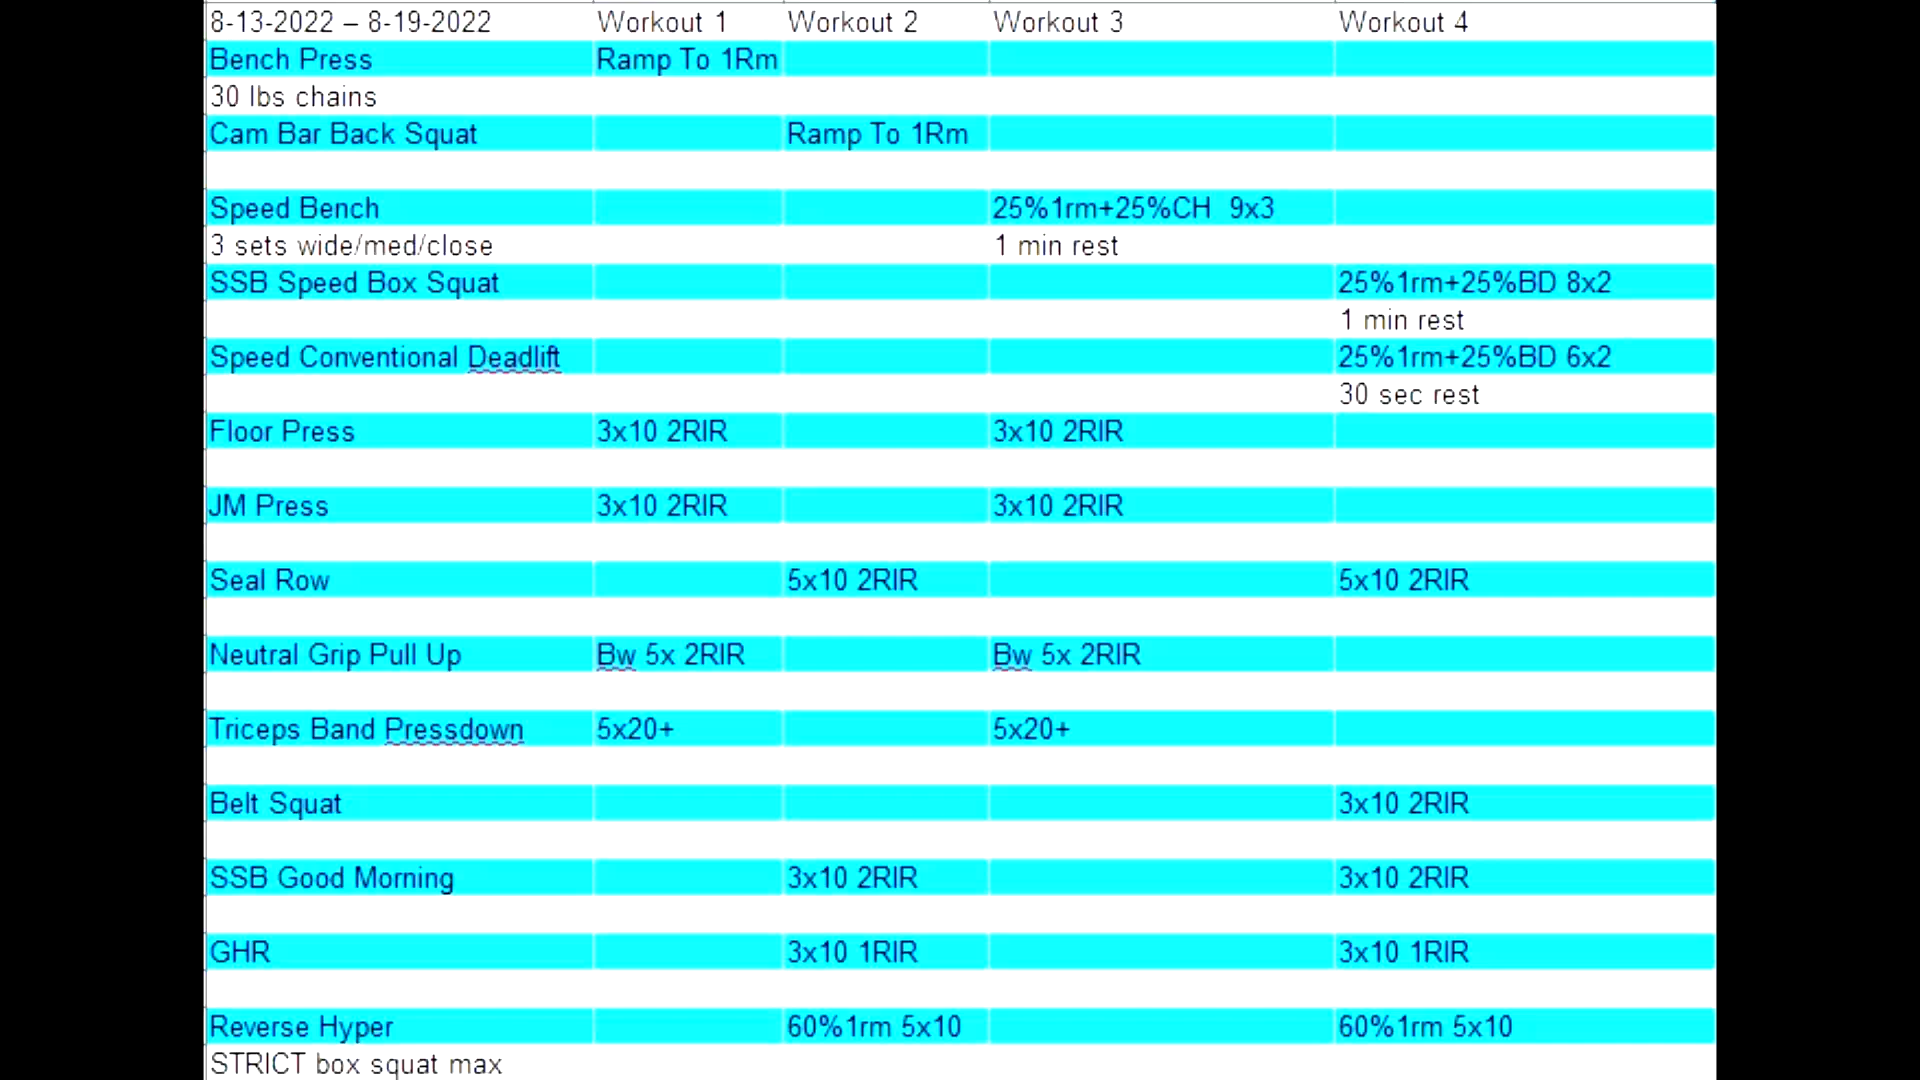 8-13-2022 – 8-19-2022 Workout 1 Workout 2 Workout 3 Workout 4
Bench Press Ramp To 1Rm
30 lbs chains
Cam Bar Back Squat Ramp To 1Rm
Speed Bench 25%1rm+25%CH 9x3
3 sets wide/med/close 1 min rest
SSB Speed Box Squat 25%1rm+25%BD 8x2
1 min rest
Speed Conventional Deadlift 25%1rm+25%BD 6x2
30 sec rest
Floor Press 3x10 2RIR 3x10 2RIR
JM Press 3x10 2RIR 3x10 2RIR
Seal Row 5x10 2RIR 5x10 2RIR
Neutral Grip Pull Up Bw 5x 2RIR Bw 5x 2RIR
Triceps Band Pressdown 5x20+ 5x20+
Belt Squat 3x10 2RIR
SSB Good Morning 3x10 2RIR 3x10 2RIR
GHR 3x10 1RIR 3x10 1RIR
Reverse Hyper 60%1rm 5x10 60%1rm 5x10
STRICT box squat max